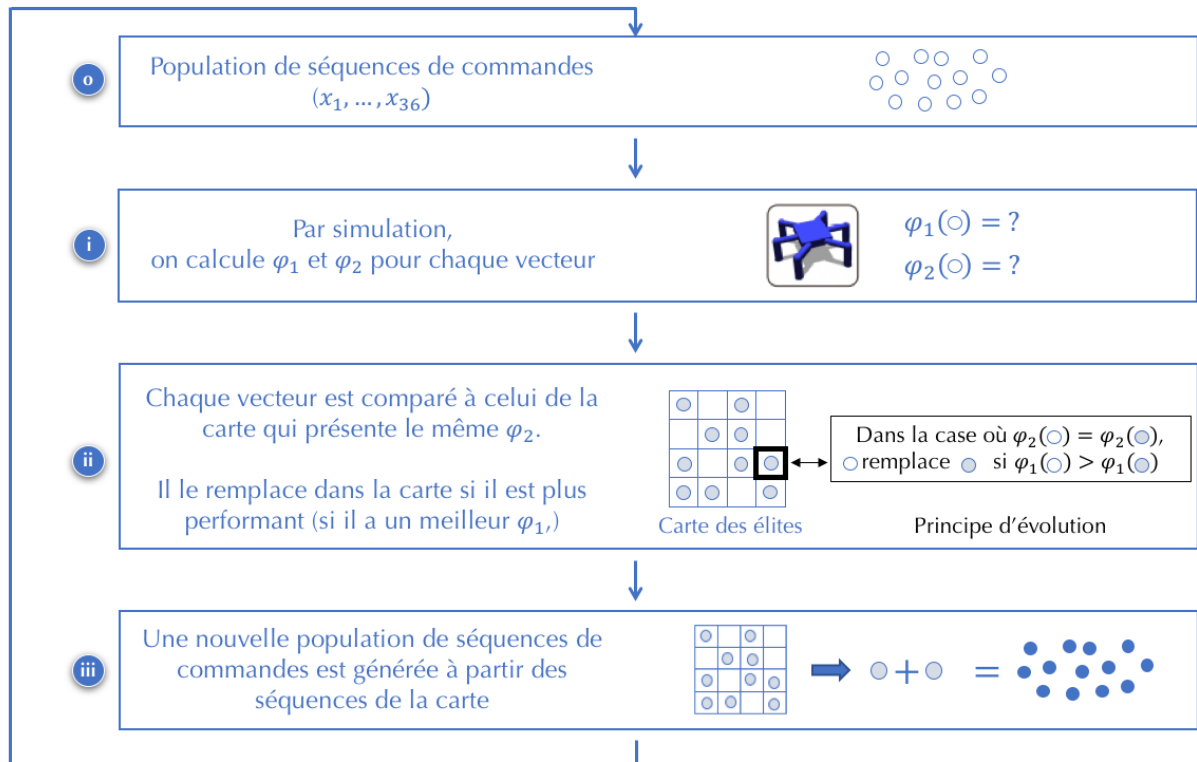 o
Population de séquences de commandes
(x₁, … , x₃₆)
i
Par simulation,
on calcule φ₁ et φ₂ pour chaque vecteur
φ₁(○) = ?
φ₂(○) = ?
ii
Chaque vecteur est comparé à celui de la
carte qui présente le même φ₂.
Il le remplace dans la carte si il est plus
performant (si il a un meilleur φ₁,)
Carte des élites
Dans la case où φ₂(○) = φ₂(●),
○ remplace ● si φ₁(○) > φ₁(●)
Principe d'évolution
iii
Une nouvelle population de séquences de
commandes est générée à partir des
séquences de la carte
+ =